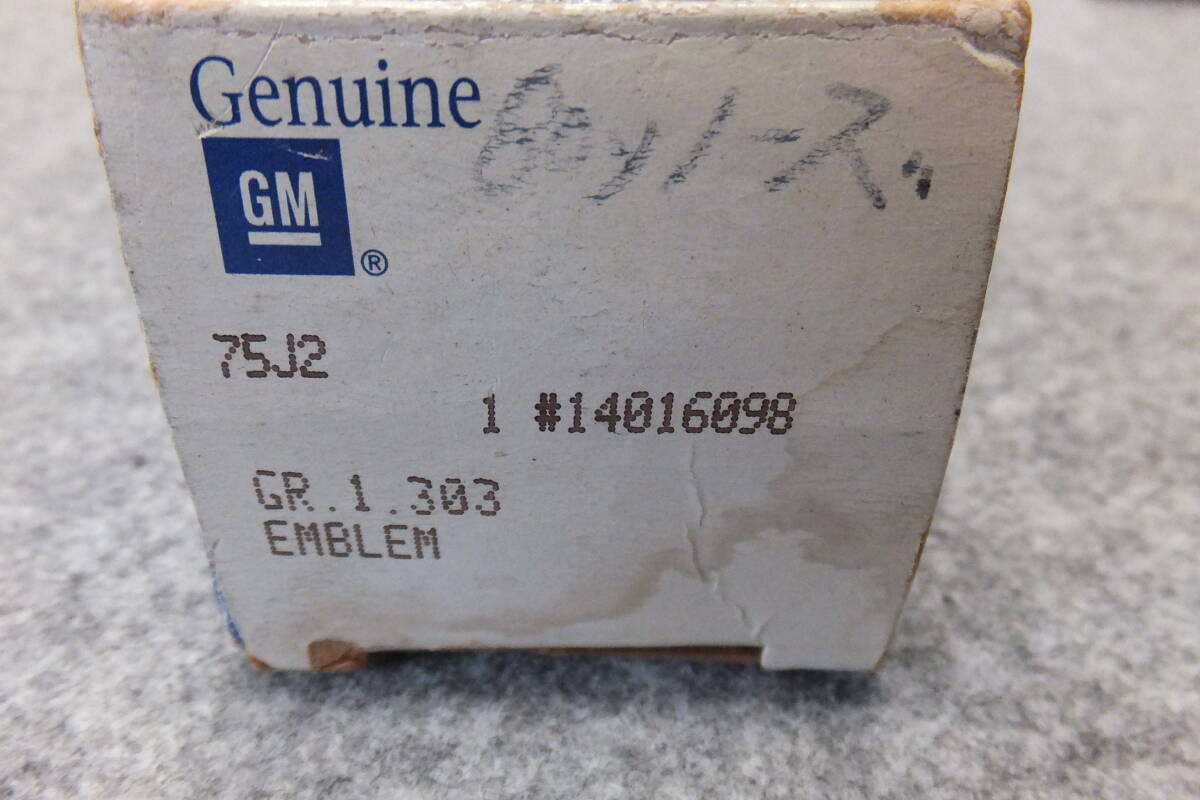 Genuine
GM
®
75J2
1 #14016098
GR.1.303
EMBLEM